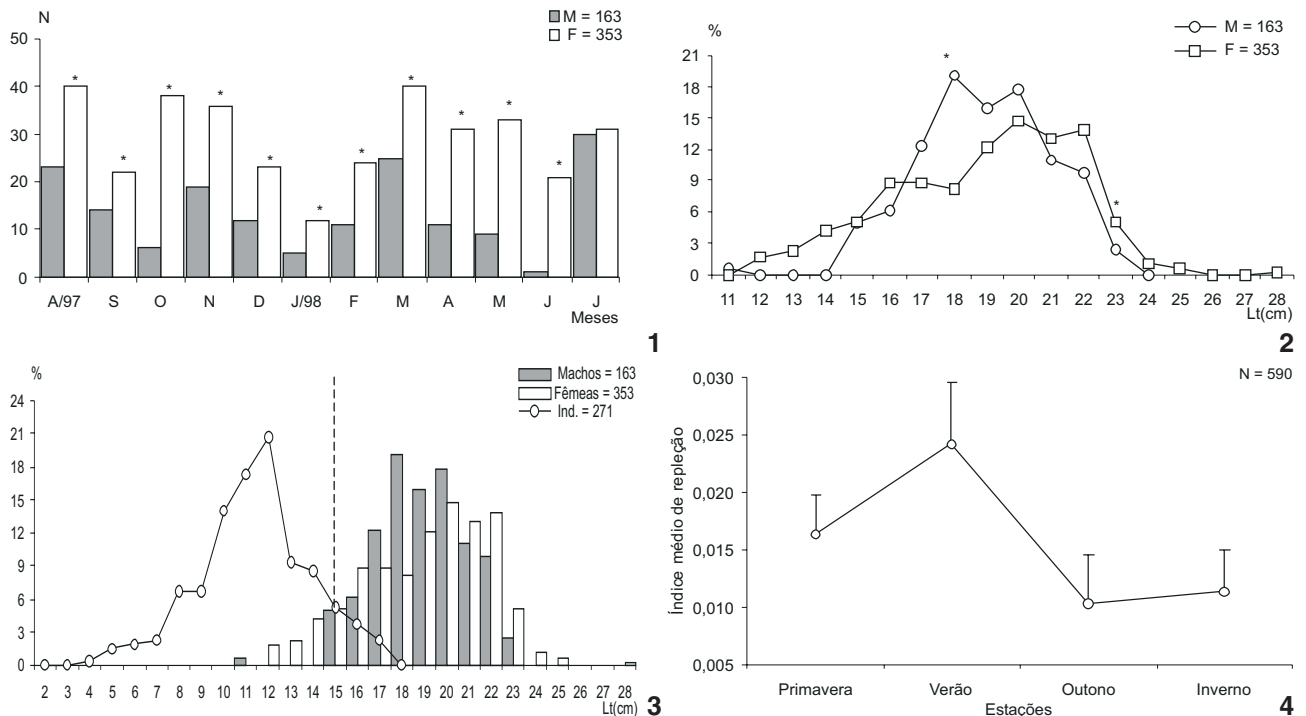 N
M = 163
F = 353
50
40
30
20
10
0
* * * * * * * * * * *
A/97 S O N D J/98 F M A M J J
Meses
1
%
M = 163
F = 353
21
18
15
12
9
6
3
0
*
*
11 12 13 14 15 16 17 18 19 20 21 22 23 24 25 26 27 28
Lt(cm)
2
%
Machos = 163
Fêmeas = 353
Ind. = 271
24
21
18
15
12
9
6
3
0
2 3 4 5 6 7 8 9 10 11 12 13 14 15 16 17 18 19 20 21 22 23 24 25 26 27 28
Lt(cm)
3
N = 590
Índice médio de repleção
0,030
0,025
0,020
0,015
0,010
0,005
Primavera Verão Outono Inverno
Estações
4